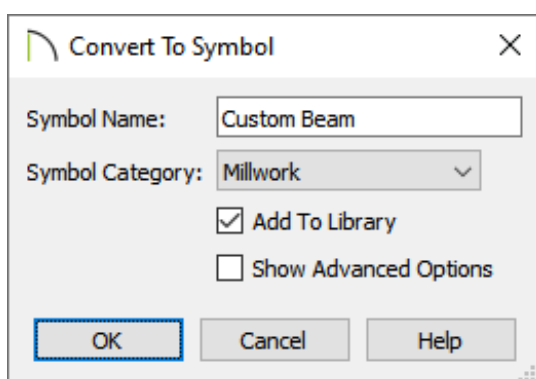 Convert To Symbol
Symbol Name: Custom Beam
Symbol Category: Millwork
Add To Library
Show Advanced Options
OK Cancel Help